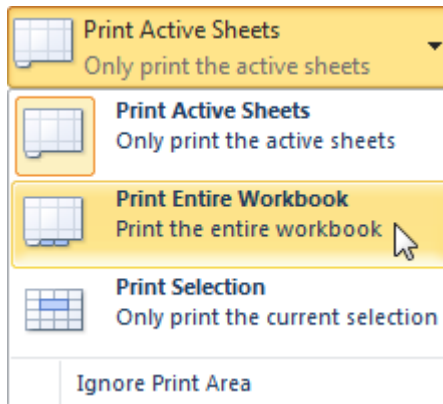 Print Active Sheets
Only print the active sheets
Print Active Sheets
Only print the active sheets
Print Entire Workbook
Print the entire workbook
Print Selection
Only print the current selection
Ignore Print Area